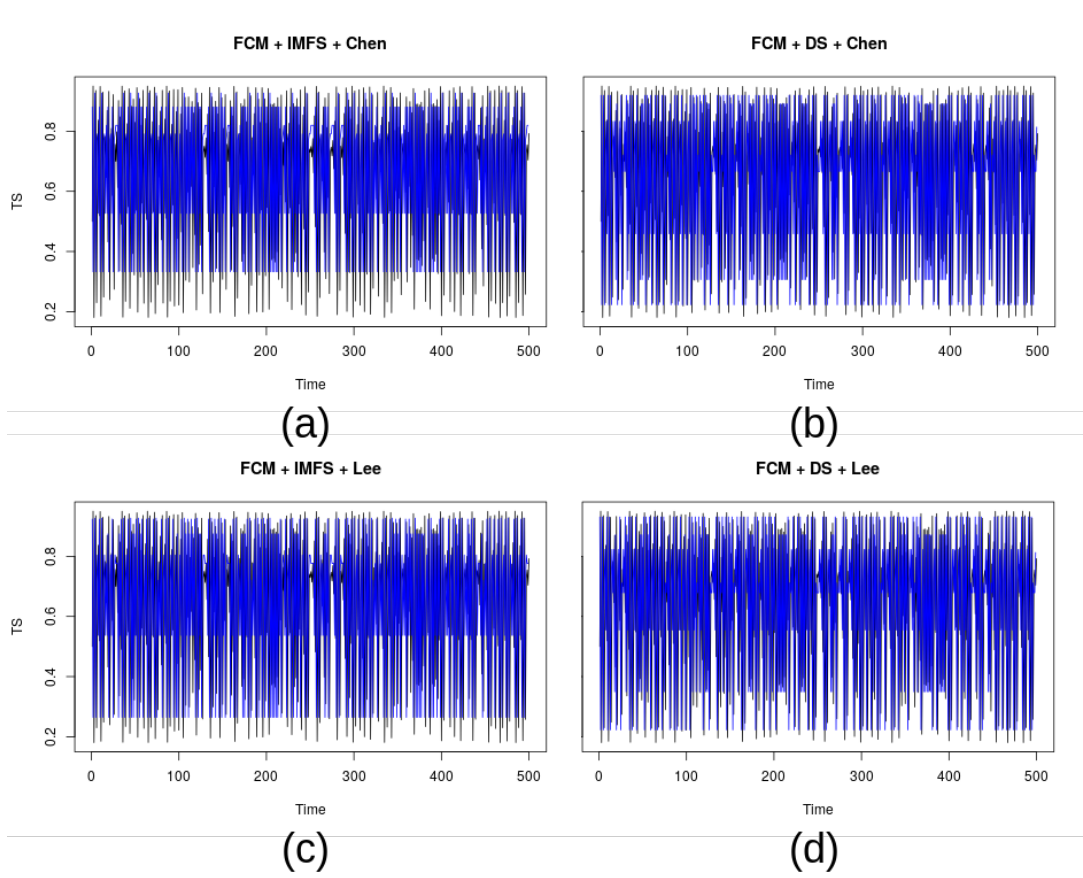 FCM + IMFS + Chen
TS
0.8
0.6
0.4
0.2
0 100 200 300 400 500
Time
(a)
FCM + DS + Chen
0 100 200 300 400 500
Time
(b)
FCM + IMFS + Lee
TS
0.8
0.6
0.4
0.2
0 100 200 300 400 500
Time
(c)
FCM + DS + Lee
0 100 200 300 400 500
Time
(d)